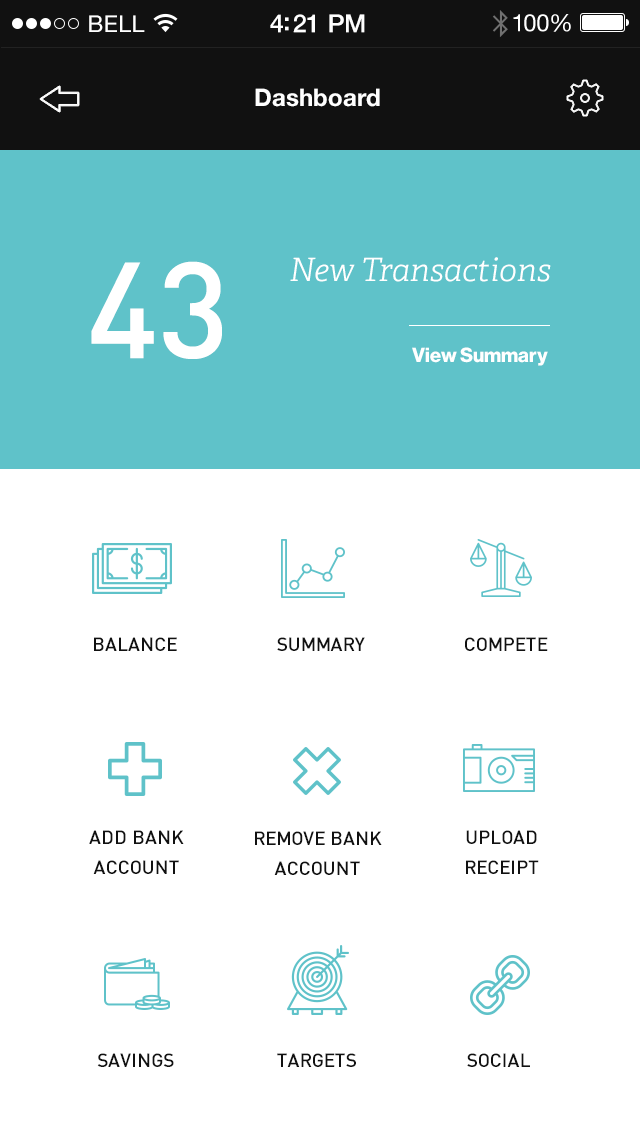 BELL 4:21 PM 100%
Dashboard
43 New Transactions
View Summary
$
BALANCE SUMMARY COMPETE
ADD BANK REMOVE BANK UPLOAD
ACCOUNT ACCOUNT RECEIPT
SAVINGS TARGETS SOCIAL